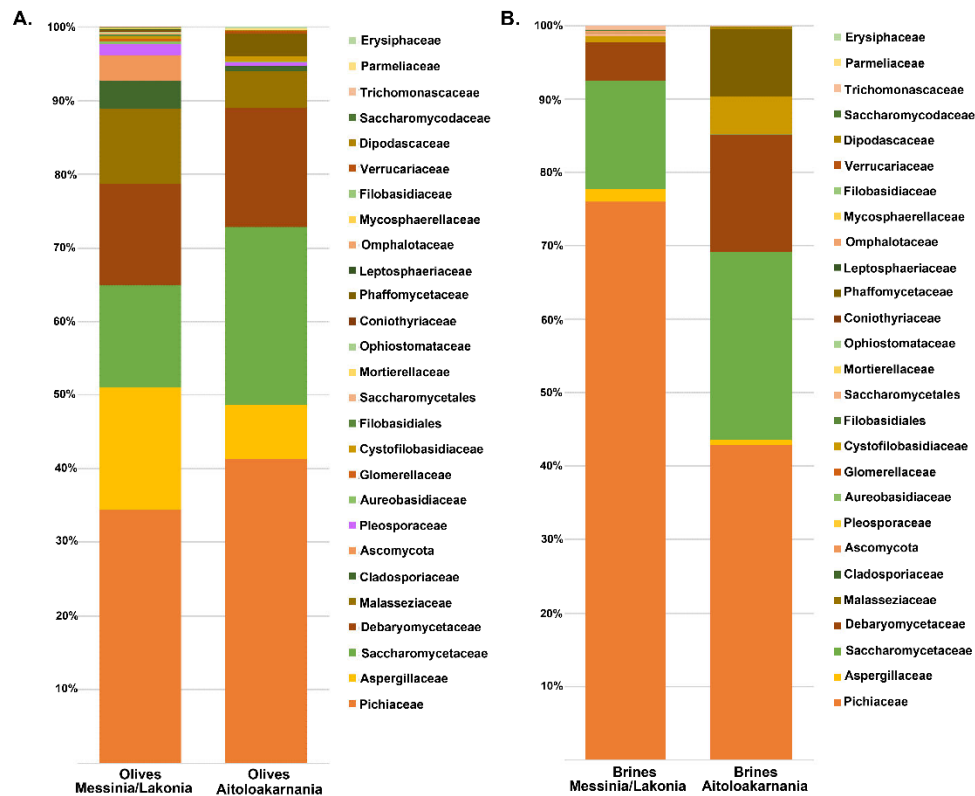 A.
100%
90%
80%
70%
60%
50%
40%
30%
20%
10%
Olives
Messinia/Lakonia
Olives
Aitoloakarnania
Erysiphaceae
Parmeliaceae
Trichomonascaceae
Saccharomycodaceae
Dipodascaceae
Verrucariaceae
Filobasidiaceae
Mycosphaerellaceae
Omphalotaceae
Leptosphaeriaceae
Phaffomycetaceae
Coniothyriaceae
Ophiostomataceae
Mortierellaceae
Saccharomycetales
Filobasidiales
Cystofilobasidiaceae
Glomerellaceae
Aureobasidiaceae
Pleosporaceae
Ascomycota
Cladosporiaceae
Malasseziaceae
Debaryomycetaceae
Saccharomycetaceae
Aspergillaceae
Pichiaceae
B.
100%
90%
80%
70%
60%
50%
40%
30%
20%
10%
Brines
Messinia/Lakonia
Brines
Aitoloakarnania
Erysiphaceae
Parmeliaceae
Trichomonascaceae
Saccharomycodaceae
Dipodascaceae
Verrucariaceae
Filobasidiaceae
Mycosphaerellaceae
Omphalotaceae
Leptosphaeriaceae
Phaffomycetaceae
Coniothyriaceae
Ophiostomataceae
Mortierellaceae
Saccharomycetales
Filobasidiales
Cystofilobasidiaceae
Glomerellaceae
Aureobasidiaceae
Pleosporaceae
Ascomycota
Cladosporiaceae
Malasseziaceae
Debaryomycetaceae
Saccharomycetaceae
Aspergillaceae
Pichiaceae